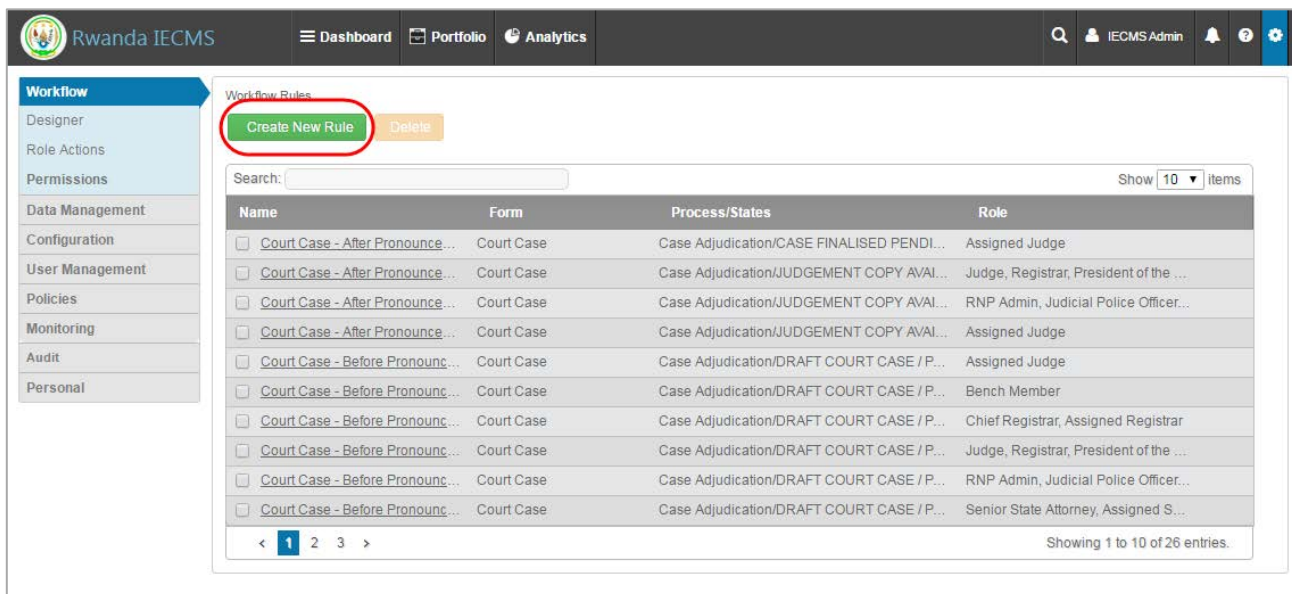 Rwanda IECMS Dashboard Portfolio Analytics IECMS Admin
Workflow
Designer
Role Actions
Permissions
Data Management
Configuration
User Management
Policies
Monitoring
Audit
Personal
Workflow Rules
Create New Rule Delete
Search: Show 10 items
Name Form Process/States Role
Court Case - After Pronounce... Court Case Case Adjudication/CASE FINALISED PENDI... Assigned Judge
Court Case - After Pronounce... Court Case Case Adjudication/JUDGEMENT COPY AVAI... Judge, Registrar, President of the ...
Court Case - After Pronounce... Court Case Case Adjudication/JUDGEMENT COPY AVAI... RNP Admin, Judicial Police Officer...
Court Case - After Pronounce... Court Case Case Adjudication/JUDGEMENT COPY AVAI... Assigned Judge
Court Case - Before Pronounc... Court Case Case Adjudication/DRAFT COURT CASE / P... Assigned Judge
Court Case - Before Pronounc... Court Case Case Adjudication/DRAFT COURT CASE / P... Bench Member
Court Case - Before Pronounc... Court Case Case Adjudication/DRAFT COURT CASE / P... Chief Registrar, Assigned Registrar
Court Case - Before Pronounc... Court Case Case Adjudication/DRAFT COURT CASE / P... Judge, Registrar, President of the ...
Court Case - Before Pronounc... Court Case Case Adjudication/DRAFT COURT CASE / P... RNP Admin, Judicial Police Officer...
Court Case - Before Pronounc... Court Case Case Adjudication/DRAFT COURT CASE / P... Senior State Attorney, Assigned S...
< 1 2 3 > Showing 1 to 10 of 26 entries.